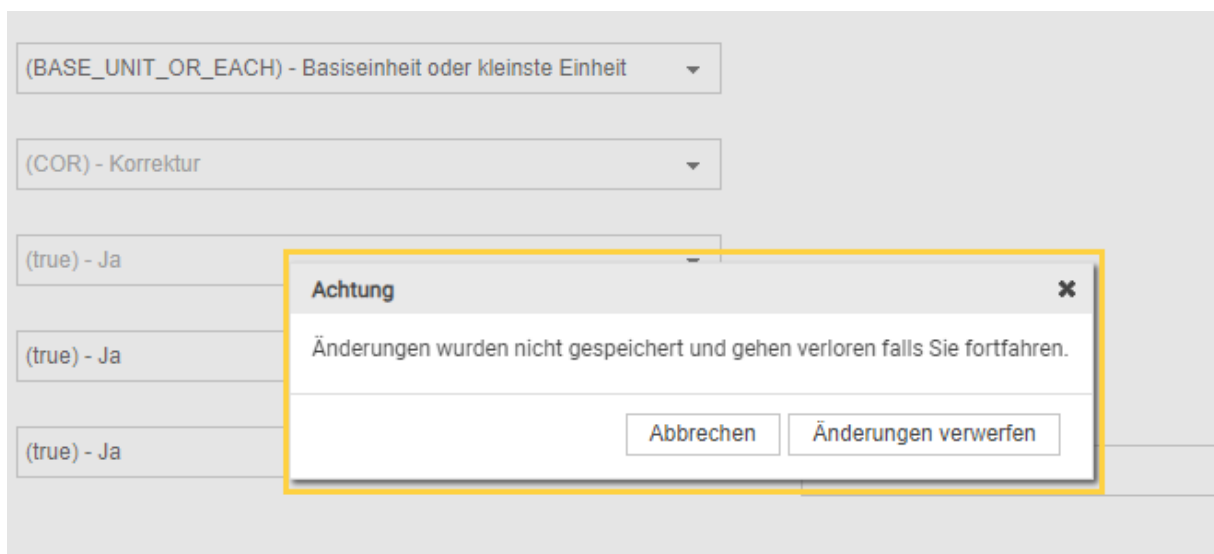 (BASE_UNIT_OR_EACH) - Basiseinheit oder kleinste Einheit
(COR) - Korrektur
(true) - Ja
Achtung
Änderungen wurden nicht gespeichert und gehen verloren falls Sie fortfahren.
(true) - Ja
Abbrechen Änderungen verwerfen
(true) - Ja